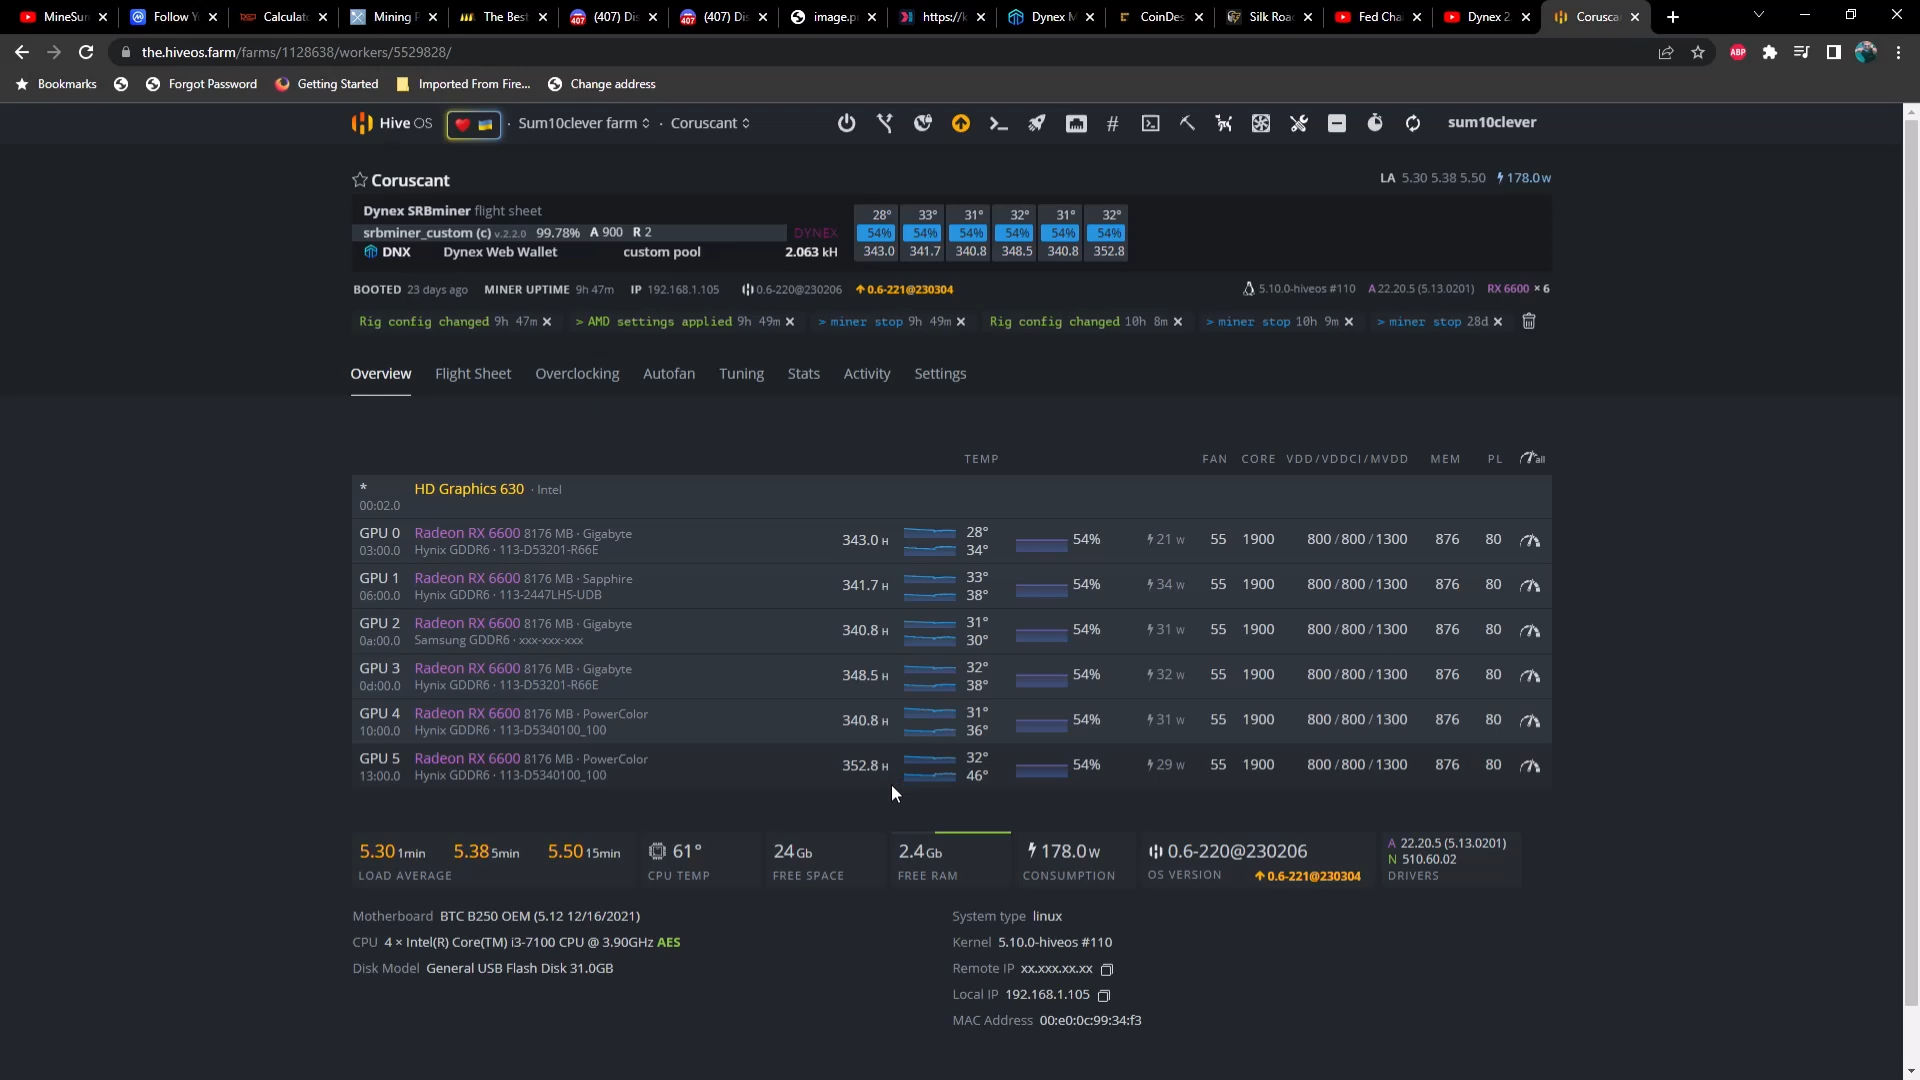 MineSun Follow Y Calculat Mining P The Best (407) Dis (407) Dis image.p https://k Dynex M CoinDes Silk Roa Fed Chai Dynex 2 Corusca
the.hiveos.farm/farms/1128638/workers/5529828/ ABP
Bookmarks Forgot Password Getting Started Imported From Fire... Change address
Hive OS · Sum10clever farm · Coruscant # sum10clever
Coruscant LA 5.30 5.38 5.50 178.0 w
Dynex SRBminer flight sheet 28° 33° 31° 32° 31° 32°
srbminer_custom (c) v.2.2.0 99.78% A 900 R 2 DYNEX 54% 54% 54% 54% 54% 54%
DNX Dynex Web Wallet custom pool 2.063 kH 343.0 341.7 340.8 348.5 340.8 352.8
BOOTED 23 days ago MINER UPTIME 9h 47m IP 192.168.1.105 0.6-220@230206 0.6-221@230304 5.10.0-hiveos #110 A 22.20.5 (5.13.0201) RX 6600 × 6
Rig config changed 9h 47m > AMD settings applied 9h 49m > miner stop 9h 49m Rig config changed 10h 8m > miner stop 10h 9m > miner stop 28d
Overview Flight Sheet Overclocking Autofan Tuning Stats Activity Settings
TEMP FAN CORE VDD/VDDCI/MVDD MEM PL all
* HD Graphics 630 · Intel
00:02.0
GPU 0 Radeon RX 6600 8176 MB · Gigabyte 343.0 H 28° 54% 21 w 55 1900 800/800/1300 876 80
03:00.0 Hynix GDDR6 · 113-D53201-R66E 34°
GPU 1 Radeon RX 6600 8176 MB · Sapphire 341.7 H 33° 54% 34 w 55 1900 800/800/1300 876 80
06:00.0 Hynix GDDR6 · 113-2447LHS-UDB 38°
GPU 2 Radeon RX 6600 8176 MB · Gigabyte 340.8 H 31° 54% 31 w 55 1900 800/800/1300 876 80
0a:00.0 Samsung GDDR6 · xxx-xxx-xxx 30°
GPU 3 Radeon RX 6600 8176 MB · Gigabyte 348.5 H 32° 54% 32 w 55 1900 800/800/1300 876 80
0d:00.0 Hynix GDDR6 · 113-D53201-R66E 38°
GPU 4 Radeon RX 6600 8176 MB · PowerColor 340.8 H 31° 54% 31 w 55 1900 800/800/1300 876 80
10:00.0 Hynix GDDR6 · 113-D5340100_100 36°
GPU 5 Radeon RX 6600 8176 MB · PowerColor 352.8 H 32° 54% 29 w 55 1900 800/800/1300 876 80
13:00.0 Hynix GDDR6 · 113-D5340100_100 46°
5.30 1min 5.38 5min 5.50 15min 61° 24 Gb 2.4 Gb 178.0 w 0.6-220@230206 A 22.20.5 (5.13.0201)
N 510.60.02
LOAD AVERAGE CPU TEMP FREE SPACE FREE RAM CONSUMPTION OS VERSION 0.6-221@230304 DRIVERS
Motherboard BTC B250 OEM (5.12 12/16/2021) System type linux
CPU 4 × Intel(R) Core(TM) i3-7100 CPU @ 3.90GHz AES Kernel 5.10.0-hiveos #110
Disk Model General USB Flash Disk 31.0GB Remote IP xx.xxx.xx.xx
Local IP 192.168.1.105
MAC Address 00:e0:0c:99:34:f3